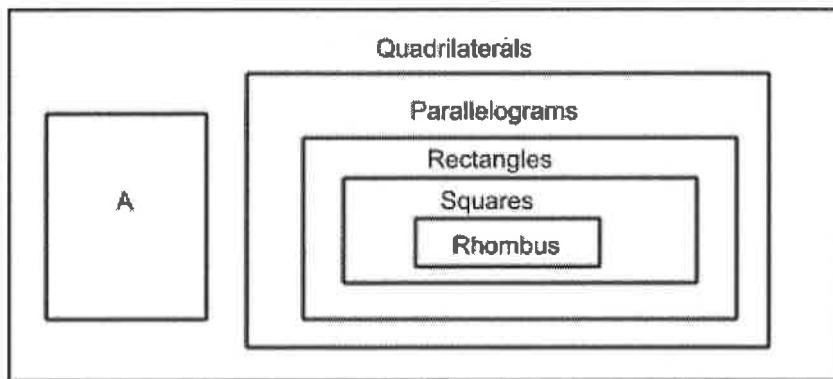 Quadrilaterals
Parallelograms
Rectangles
A
Squares
Rhombus